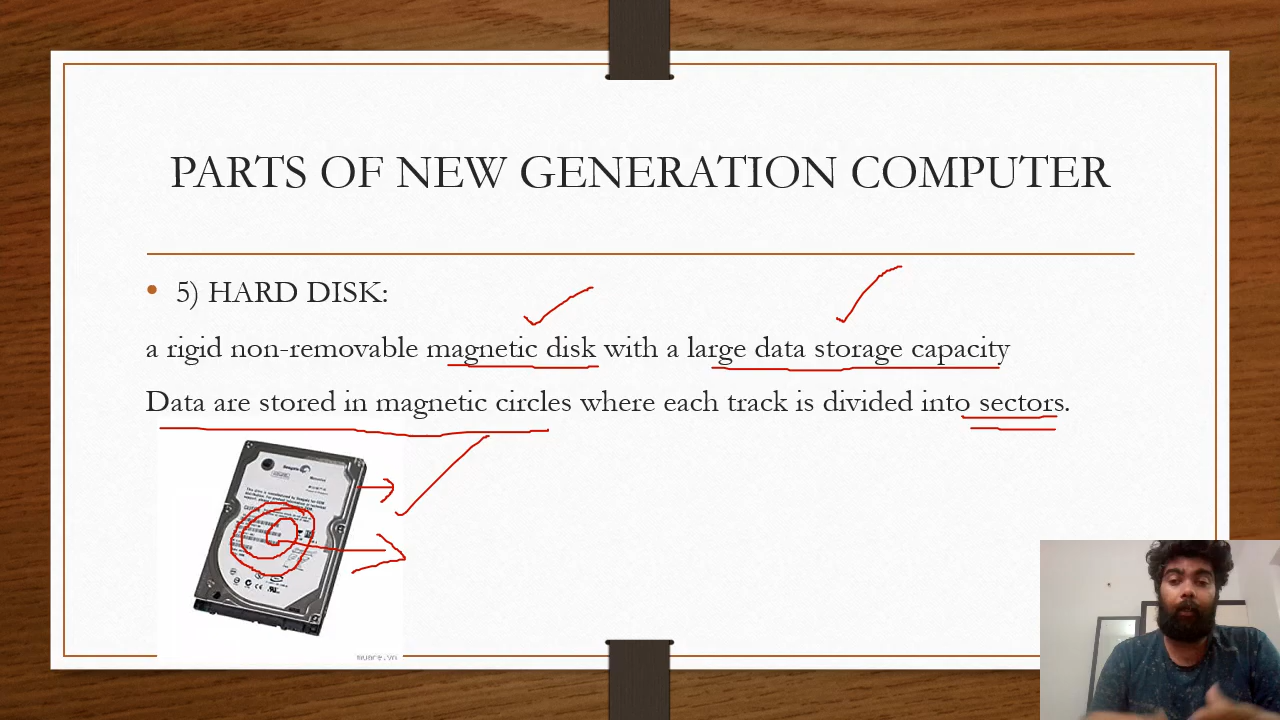 PARTS OF NEW GENERATION COMPUTER
• 5) HARD DISK:
a rigid non-removable magnetic disk with a large data storage capacity
Data are stored in magnetic circles where each track is divided into sectors.
Seagate